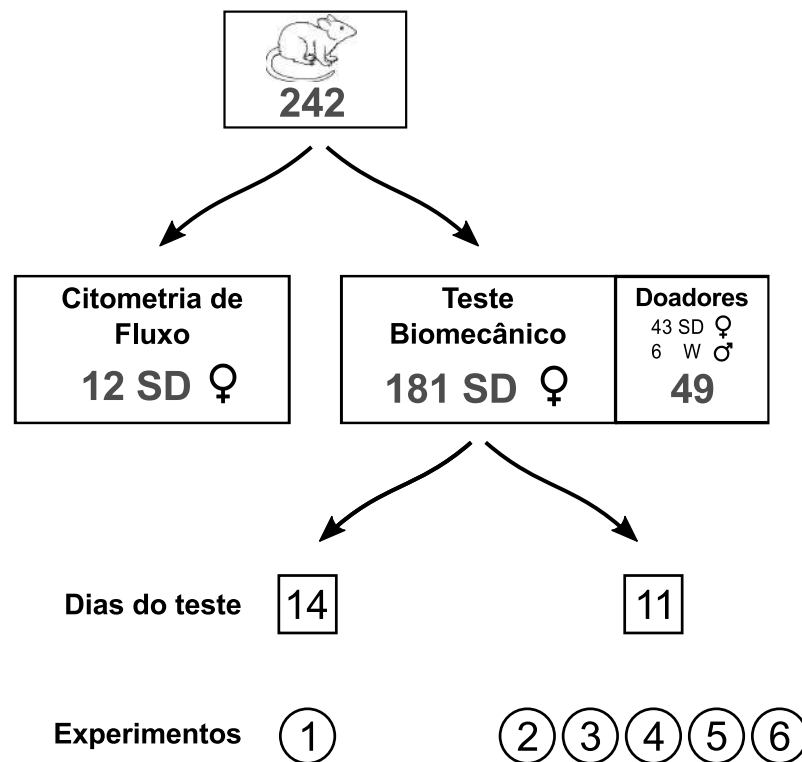 242
Citometria de
Fluxo
12 SD ♀
Teste
Biomecânico
181 SD ♀
Doadores
43 SD ♀
6 W ♂
49
Dias do teste 14 11
Experimentos 1 2 3 4 5 6